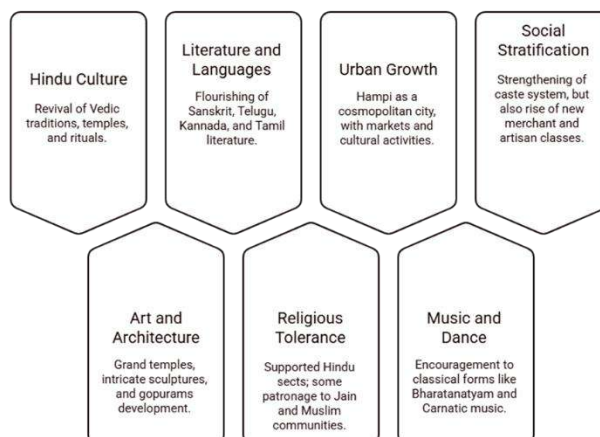 Hindu Culture
Revival of Vedic
traditions, temples,
and rituals.
Literature and
Languages
Flourishing of
Sanskrit, Telugu,
Kannada, and Tamil
literature.
Urban Growth
Hampi as a
cosmopolitan city,
with markets and
cultural activities.
Social
Stratification
Strengthening of
caste system, but
also rise of new
merchant and
artisan classes.
Art and
Architecture
Grand temples,
intricate sculptures,
and gopurams
development.
Religious
Tolerance
Supported Hindu
sects; some
patronage to Jain
and Muslim
communities.
Music and
Dance
Encouragement to
classical forms like
Bharatanatyam and
Carnatic music.